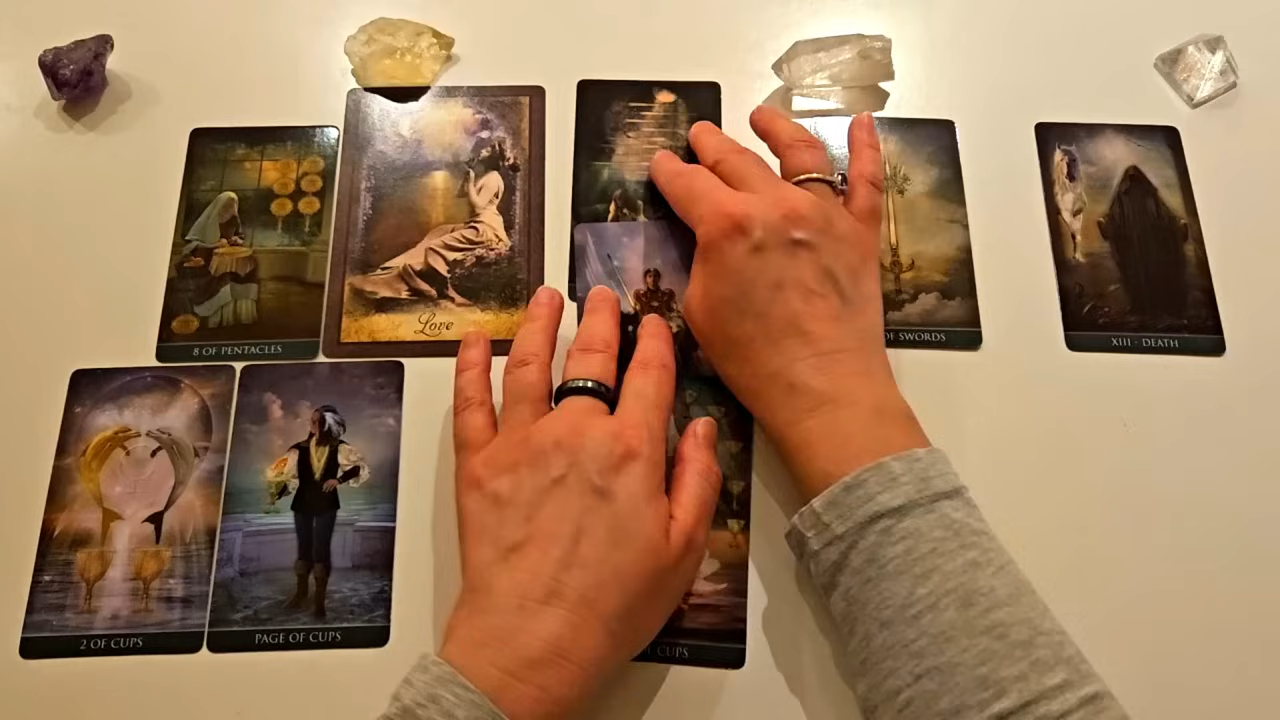 8 OF PENTACLES
Love
OF SWORDS
XIII - DEATH
2 OF CUPS
PAGE OF CUPS
CUPS